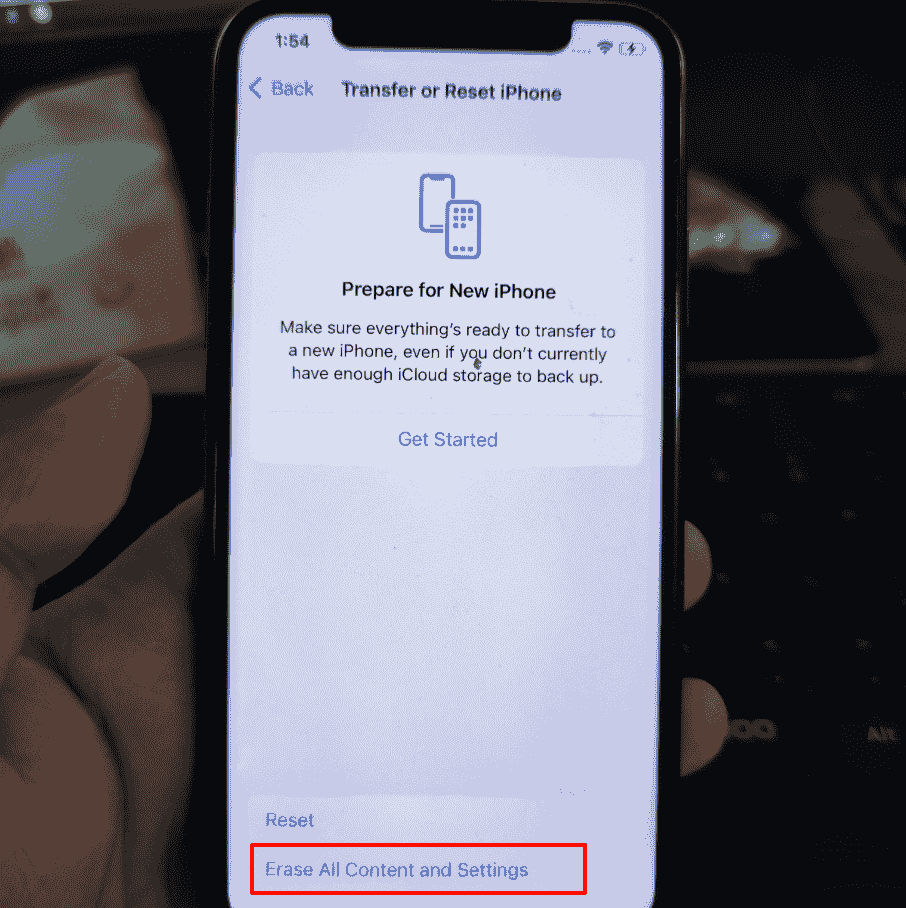 1:54
Back Transfer or Reset iPhone
Prepare for New iPhone
Make sure everything's ready to transfer to
a new iPhone, even if you don't currently
have enough iCloud storage to back up.
Get Started
Reset
Erase All Content and Settings
Alt